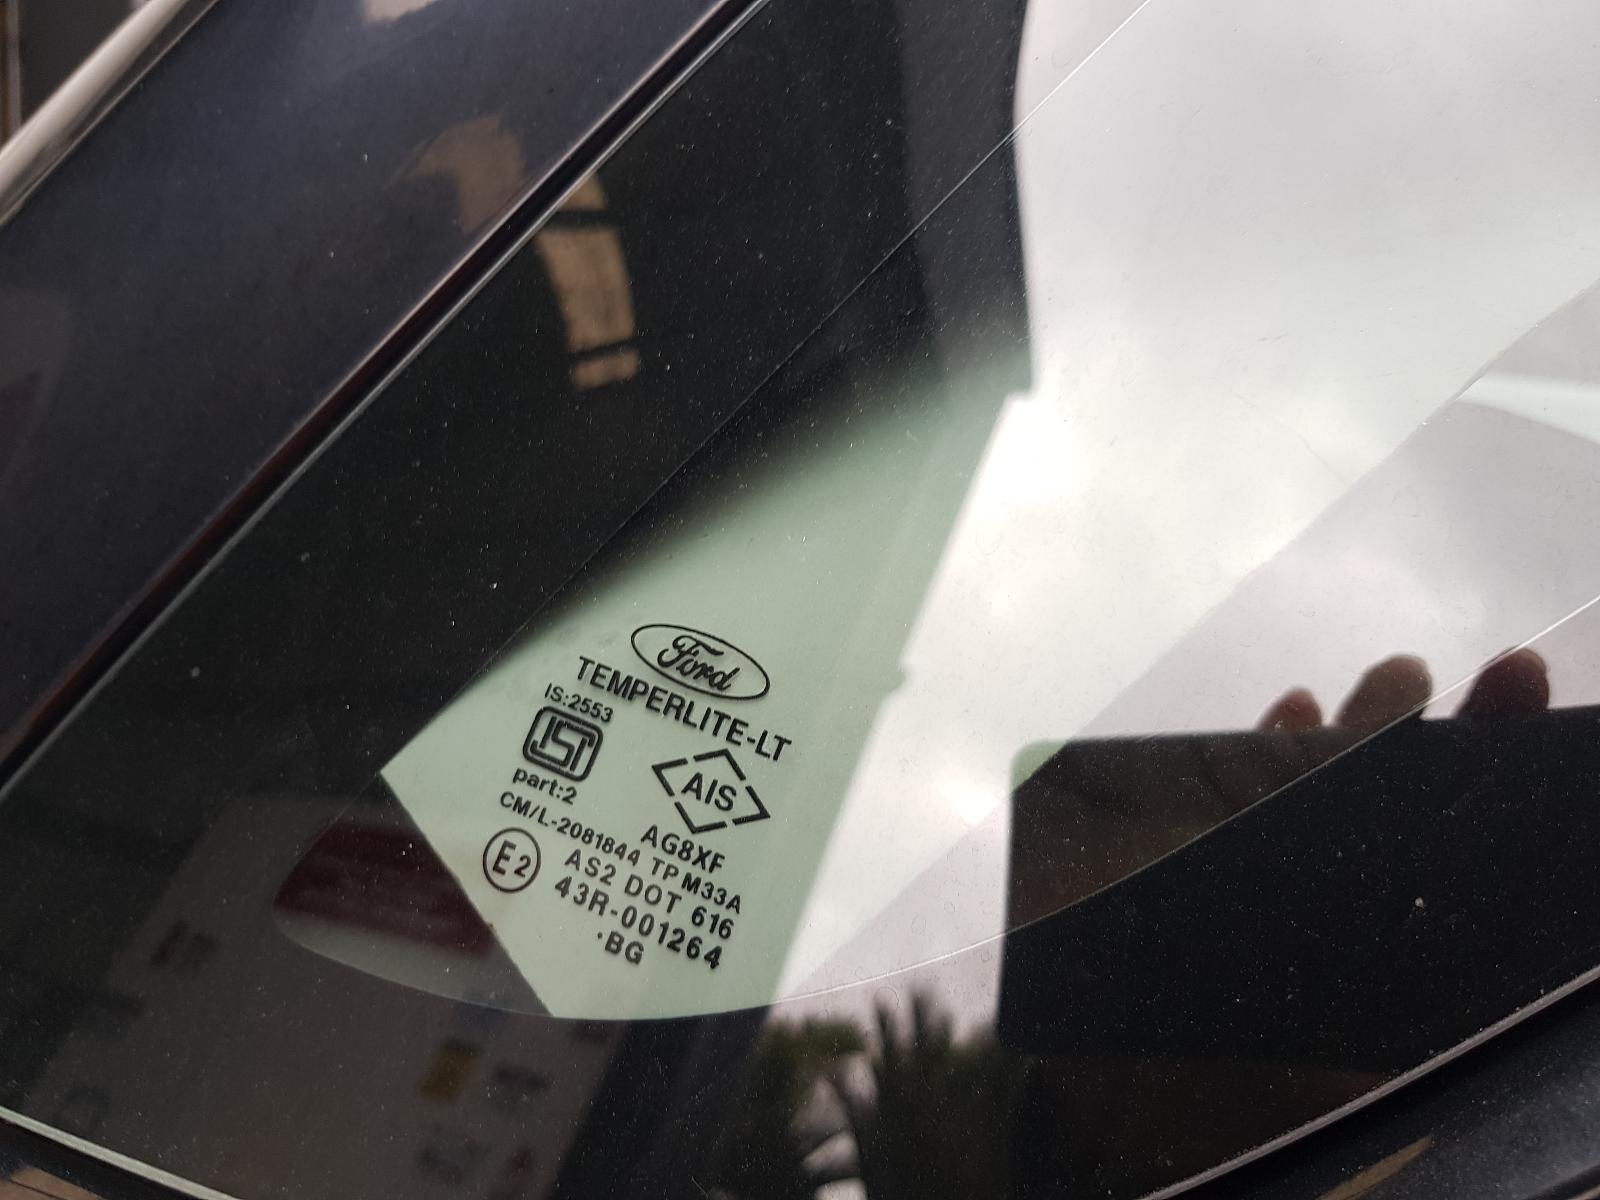 Ford
TEMPERLITE-LT
IS:2553
ISI
part:2
AIS
AG8XF
CM/L-2081844 TP M33A
E2
AS2 DOT 616
43R-001264
·BG